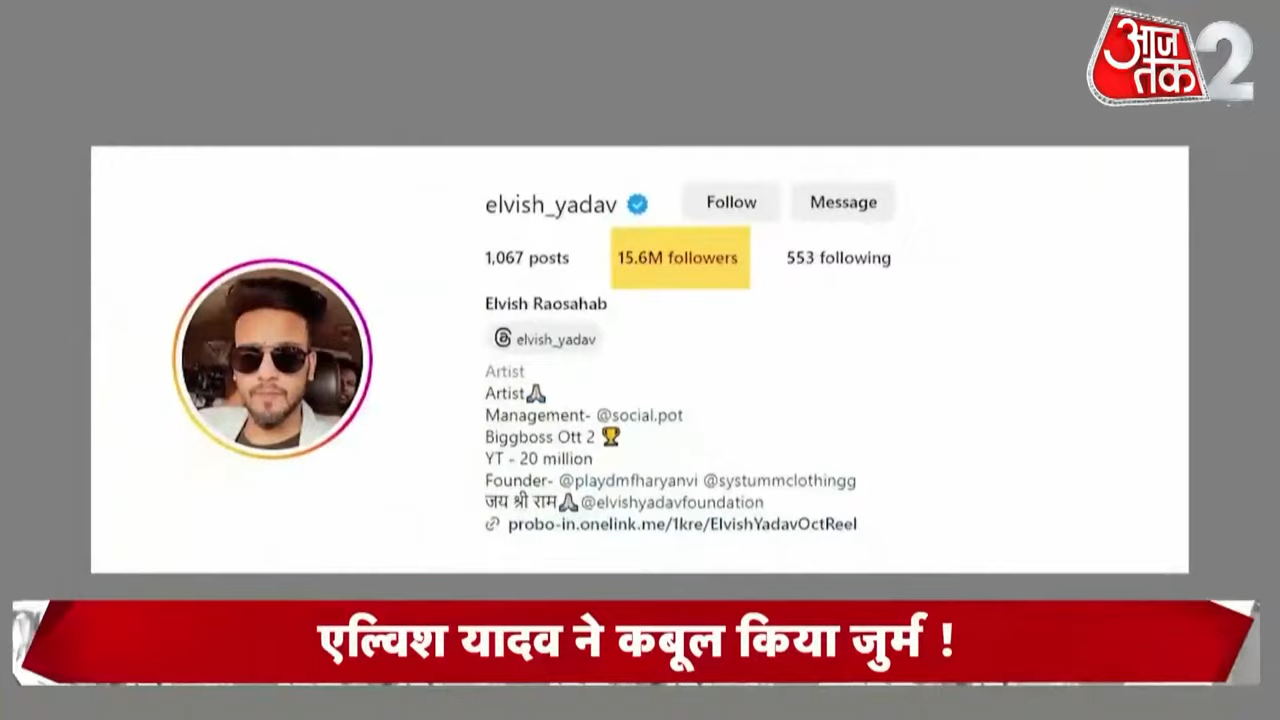 आज
तक 2
elvish_yadav Follow Message
1,067 posts 15.6M followers 553 following
Elvish Raosahab
elvish_yadav
Artist
Artist🙏
Management- @social.pot
Biggboss Ott 2 🏆
YT - 20 million
Founder- @playdmfharyanvi @systummclothingg
जय श्री राम🙏@elvishyadavfoundation
probo-in.onelink.me/1kre/ElvishYadavOctReel
एल्विश यादव ने कबूल किया जुर्म !